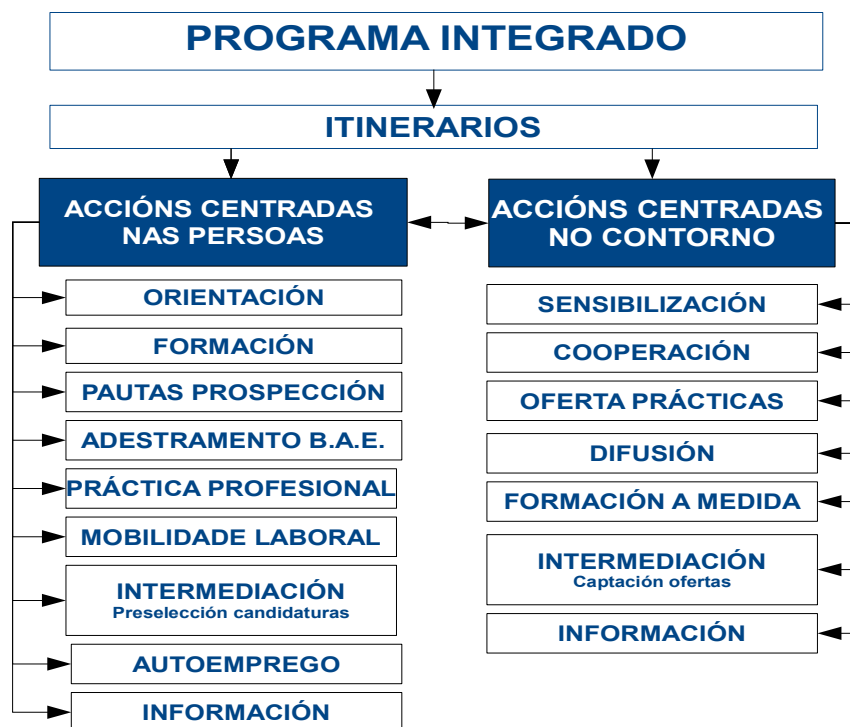 PROGRAMA INTEGRADO
ITINERARIOS
ACCIÓNS CENTRADAS
NAS PERSOAS
ORIENTACIÓN
FORMACIÓN
PAUTAS PROSPECCIÓN
ADESTRAMENTO B.A.E.
PRÁCTICA PROFESIONAL
MOBILIDADE LABORAL
INTERMEDIACIÓN
Preselección candidaturas
AUTOEMPREGO
INFORMACIÓN
ACCIÓNS CENTRADAS
NO CONTORNO
SENSIBILIZACIÓN
COOPERACIÓN
OFERTA PRÁCTICAS
DIFUSIÓN
FORMACIÓN A MEDIDA
INTERMEDIACIÓN
Captación ofertas
INFORMACIÓN